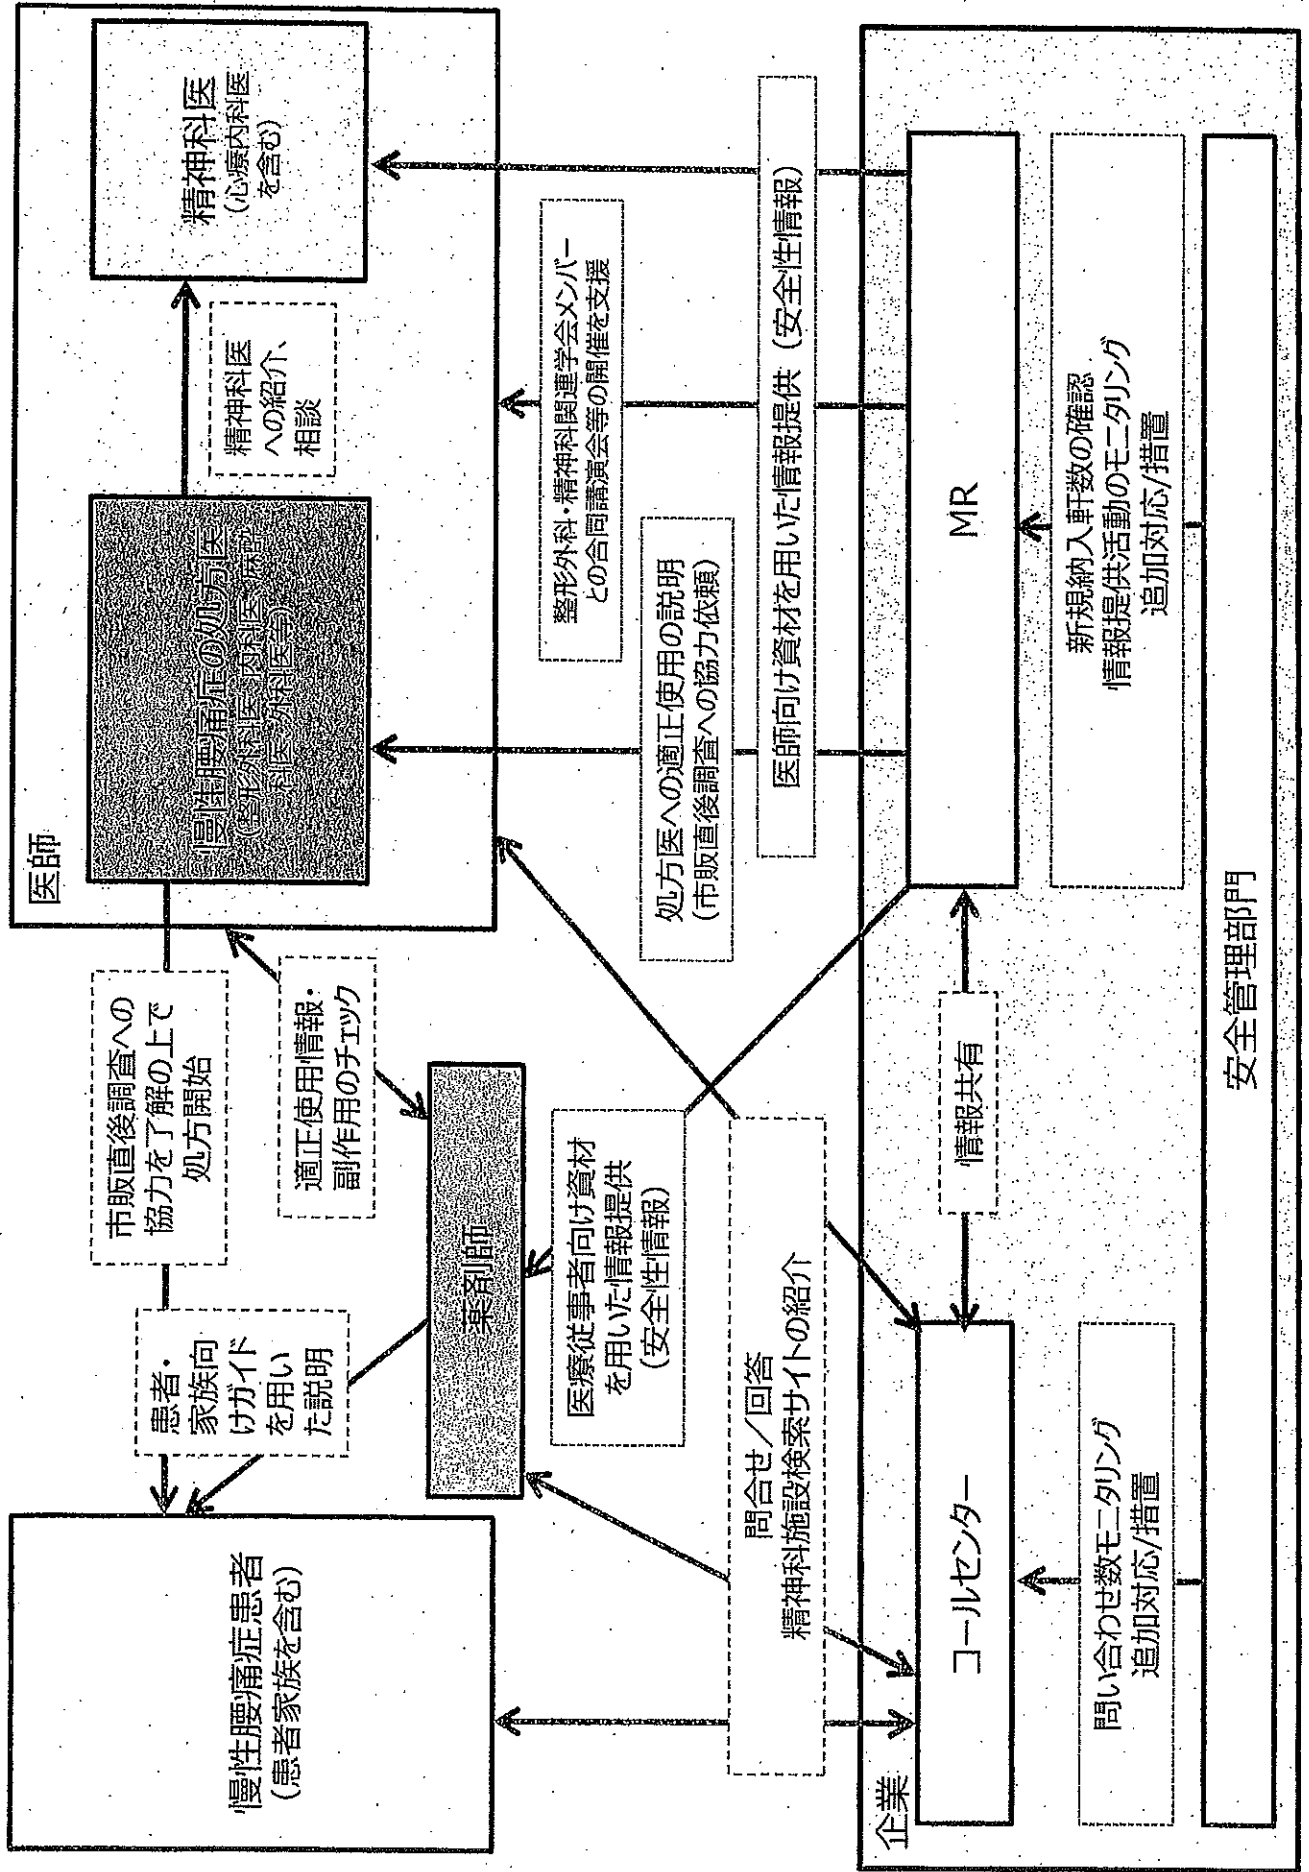 慢性腰痛症患者
(患者家族を含む)
市販直後調査への
協力を了解の上で
処方開始
患者・
家族向
けガイド
を用い
た説明
医師
慢性腰痛症の処方医
(整形外科医・内科医・麻酔
科医・外科医等)
精神科医
への紹介、
相談
精神科医
(心療内科医
を含む)
適正使用情報・
副作用のチェック
薬剤師
医療従事者向け資材
を用いた情報提供
(安全性情報)
処方医への適正使用の説明
(市販直後調査への協力依頼)
整形外科・精神科関連学会メンバー
との合同講演会等の開催を支援
医師向け資材を用いた情報提供(安全性情報)
問合せ/回答
精神科施設検索サイトの紹介
企業
コールセンター
情報共有
MR
問い合わせ数モニタリング
追加対応/措置
新規納入軒数の確認
情報提供活動のモニタリング
追加対応/措置
安全管理部門